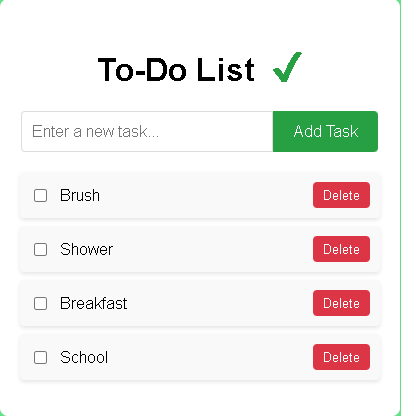 To-Do List ✓
Enter a new task... Add Task
Brush Delete
Shower Delete
Breakfast Delete
School Delete